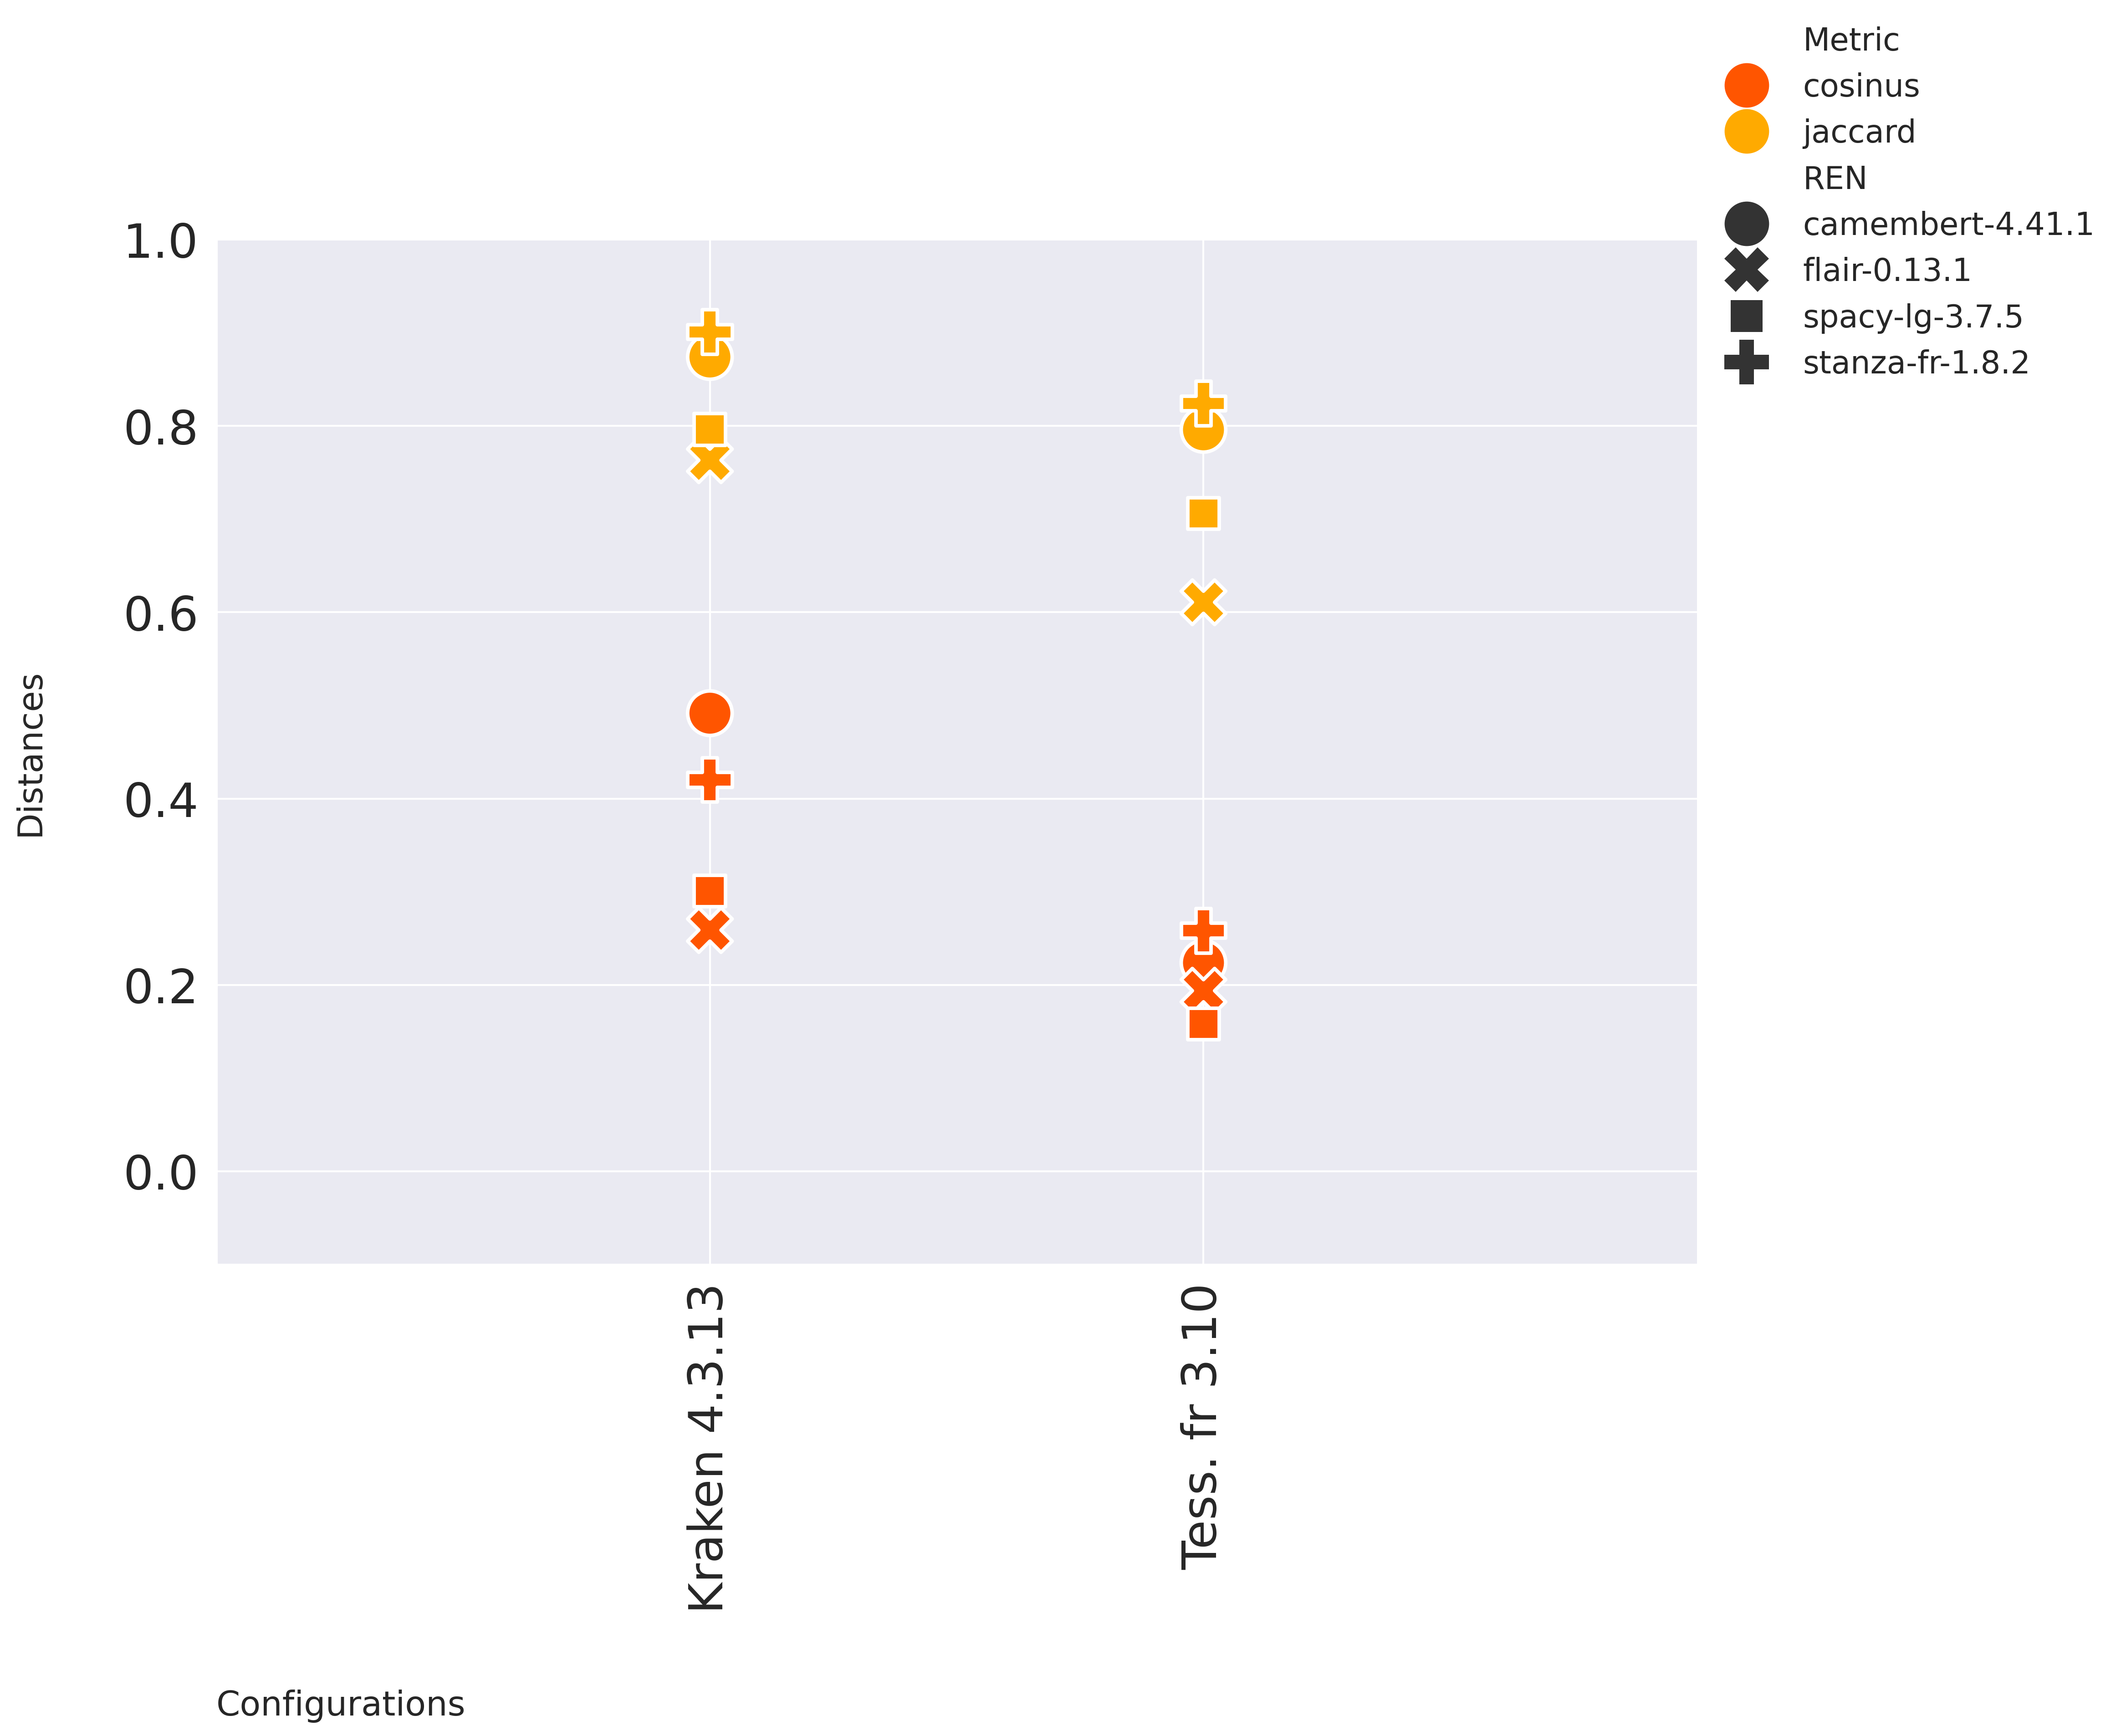 Metric
cosinus
jaccard
REN
camembert-4.41.1
flair-0.13.1
spacy-lg-3.7.5
stanza-fr-1.8.2
1.0
0.8
0.6
0.4
0.2
0.0
Distances
Kraken 4.3.13
Tess. fr 3.10
Configurations